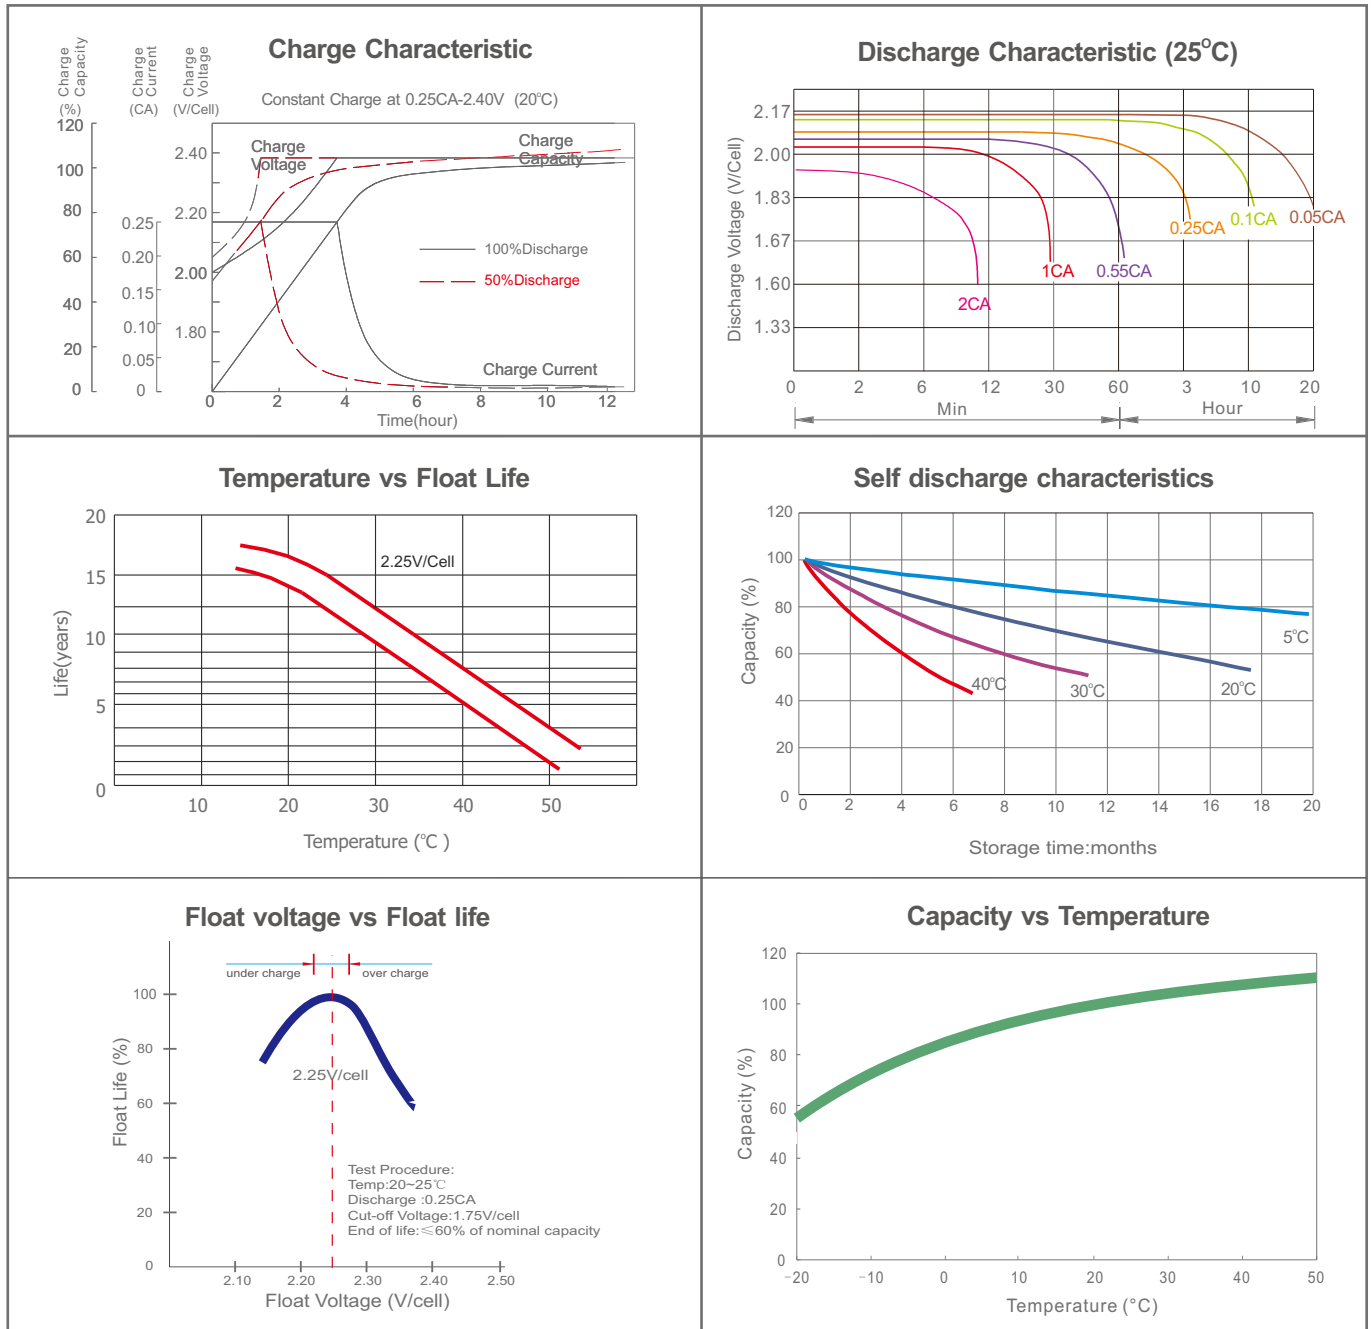 Charge Characteristic
Charge Capacity
Charge Current
Charge Voltage
(%)
(CA)
(V/Cell)
Constant Charge at 0.25CA-2.40V (20°C)
120
100
80
60
40
20
0
0.25
0.20
0.15
0.10
0.05
0
2.40
2.20
2.00
1.80
Charge Voltage
Charge Capacity
100%Discharge
50%Discharge
Charge Current
0 2 4 6 8 10 12
Time(hour)
Discharge Characteristic (25°C)
Discharge Voltage (V/Cell)
2.17
2.00
1.83
1.67
1.60
1.33
2CA
1CA
0.55CA
0.25CA
0.1CA
0.05CA
0 2 6 12 30 60 3 10 20
Min
Hour
Temperature vs Float Life
Life(years)
20
15
10
5
0
2.25V/Cell
10 20 30 40 50
Temperature (°C )
Self discharge characteristics
Capacity (%)
120
100
80
60
40
20
0
5°C
40°C
30°C
20°C
0 2 4 6 8 10 12 14 16 18 20
Storage time:months
Float voltage vs Float life
under charge
over charge
Float Life (%)
100
80
60
40
20
0
2.25V/cell
Test Procedure:
Temp:20~25℃
Discharge :0.25CA
Cut-off Voltage:1.75V/cell
End of life:≤60% of nominal capacity
2.10 2.20 2.30 2.40 2.50
Float Voltage (V/cell)
Capacity vs Temperature
Capacity (%)
120
100
80
60
40
20
0
-20 -10 0 10 20 30 40 50
Temperature (°C)